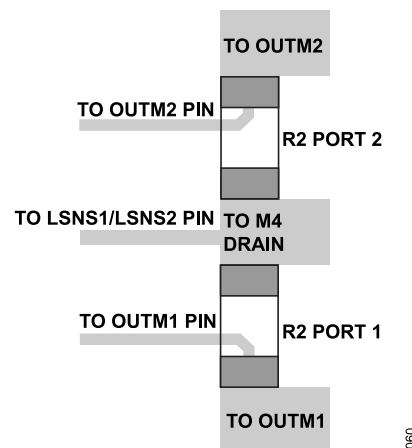 TO OUTM2
TO OUTM2 PIN
R2 PORT 2
TO LSNS1/LSNS2 PIN
TO M4
DRAIN
TO OUTM1 PIN
R2 PORT 1
TO OUTM1
060